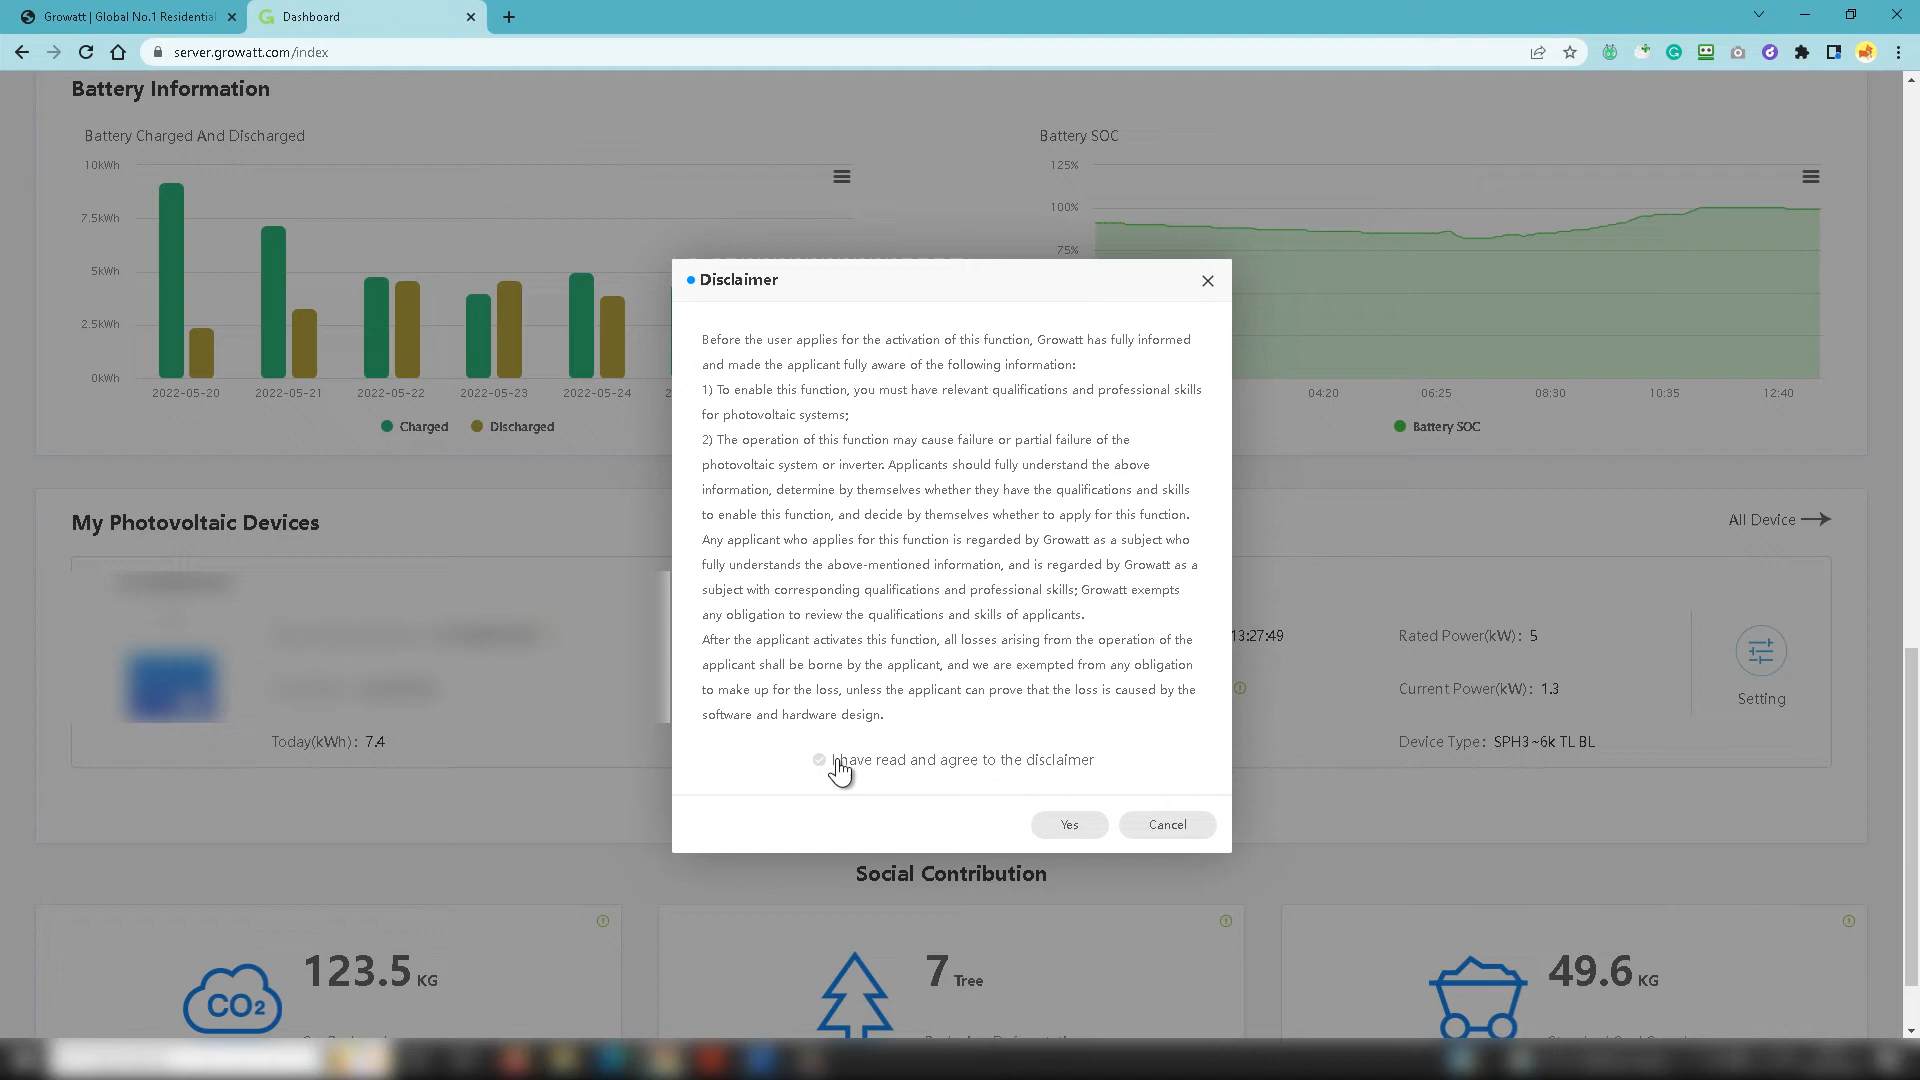 Growatt | Global No.1 Residential
Dashboard
server.growatt.com/index
Battery Information
Battery Charged And Discharged
10kWh
7.5kWh
5kWh
2.5kWh
0kWh
2022-05-20 2022-05-21 2022-05-22 2022-05-23 2022-05-24
Charged Discharged
Battery SOC
125%
100%
75%
04:20 06:25 08:30 10:35 12:40
Battery SOC
Disclaimer
Before the user applies for the activation of this function, Growatt has fully informed
and made the applicant fully aware of the following information:
1) To enable this function, you must have relevant qualifications and professional skills
for photovoltaic systems;
2) The operation of this function may cause failure or partial failure of the
photovoltaic system or inverter. Applicants should fully understand the above
information, determine by themselves whether they have the qualifications and skills
to enable this function, and decide by themselves whether to apply for this function.
Any applicant who applies for this function is regarded by Growatt as a subject who
fully understands the above-mentioned information, and is regarded by Growatt as a
subject with corresponding qualifications and professional skills; Growatt exempts
any obligation to review the qualifications and skills of applicants.
After the applicant activates this function, all losses arising from the operation of the
applicant shall be borne by the applicant, and we are exempted from any obligation
to make up for the loss, unless the applicant can prove that the loss is caused by the
software and hardware design.
I have read and agree to the disclaimer
Yes Cancel
My Photovoltaic Devices
All Device
Today(kWh): 7.4
13:27:49
Rated Power(kW): 5
Current Power(kW): 1.3
Device Type: SPH3~6k TL BL
Setting
Social Contribution
CO2
123.5 KG
7 Tree
49.6 KG